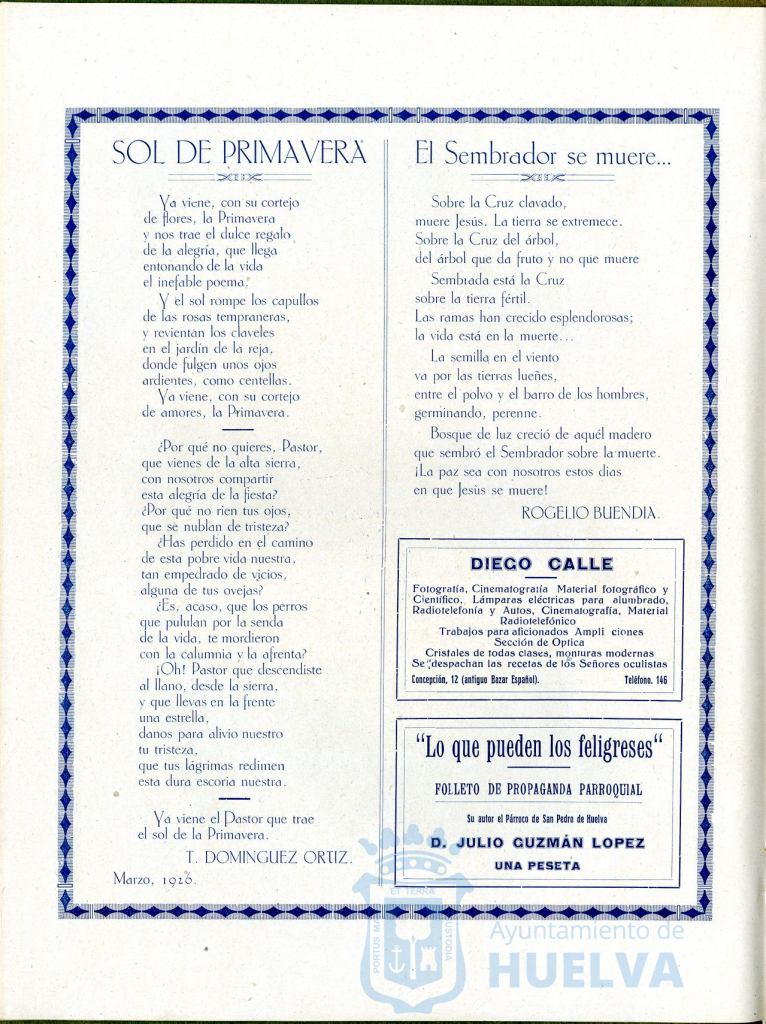 SOL DE PRIMAVERA
Ya viene, con su cortejo
de flores, la Primavera
y nos trae el dulce regalo
de la alegría, que llega
entonando de la vida
el inefable poema.
Y el sol rompe los capullos
de las rosas tempraneras,
y revientan los claveles
en el jardín de la reja,
donde fulgen unos ojos
ardientes, como centellas.
Ya viene, con su cortejo
de amores, la Primavera.
¿Por qué no quieres, Pastor,
que vienes de la alta sierra,
con nosotros compartir
esta alegría de la fiesta?
¿Por qué no rien tus ojos,
que se nublan de tristeza?
¿Has perdido en el camino
de esta pobre vida nuestra,
tan empedrado de vicios,
alguna de tus ovejas?
¿Es, acaso, que los perros
que pululan por la senda
de la vida, te mordieron
con la calumnia y la afrenta?
¡Oh! Pastor que descendiste
al llano, desde la sierra,
y que llevas en la frente
una estrella,
danos para alivio nuestro
tu tristeza,
que tus lágrimas redimen
esta dura escoria nuestra.
Ya viene el Pastor que trae
el sol de la Primavera.
T. DOMINGUEZ ORTIZ.
Marzo, 1926.
El Sembrador se muere...
Sobre la Cruz clavado,
muere Jesús. La tierra se extremece.
Sobre la Cruz del árbol,
del árbol que da fruto y no que muere
Sembrada está la Cruz
sobre la tierra fértil.
Las ramas han crecido esplendorosas;
la vida está en la muerte...
La semilla en el viento
va por las tierras lueñes,
entre el polvo y el barro de los hombres,
germinando, perenne.
Bosque de luz creció de aquél madero
que sembró el Sembrador sobre la muerte.
¡La paz sea con nosotros estos dias
en que Jesús se muere!
ROGELIO BUENDIA.
DIEGO CALLE
Fotografía, Cinematografía Material fotográfico y
Científico, Lámparas eléctricas para alumbrado,
Radiotelefonía y Autos, Cinematografía, Material
Radiotelefónico
Trabajos para aficionados Ampli ciones
Sección de Optica
Cristales de todas clases, monturas modernas
Se despachan las recetas de los Señores oculistas
Concepción, 12 (antiguo Bazar Español). Teléfono. 146
"Lo que pueden los feligreses"
FOLLETO DE PROPAGANDA PARROQUIAL
Su autor el Párroco de San Pedro de Huelva
D. JULIO GUZMÁN LOPEZ
UNA PESETA
PORTUS MA
ET TERRA
CUSTODIA
Ayuntamiento de
HUELVA